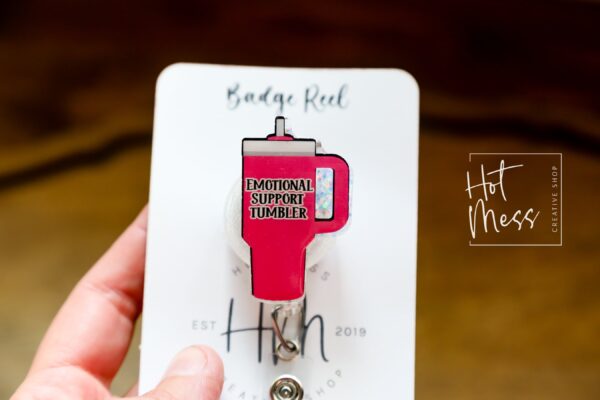 Badge Reel
EMOTIONAL
SUPPORT
TUMBLER
EST
2019
Hot
Mess
CREATIVE SHOP